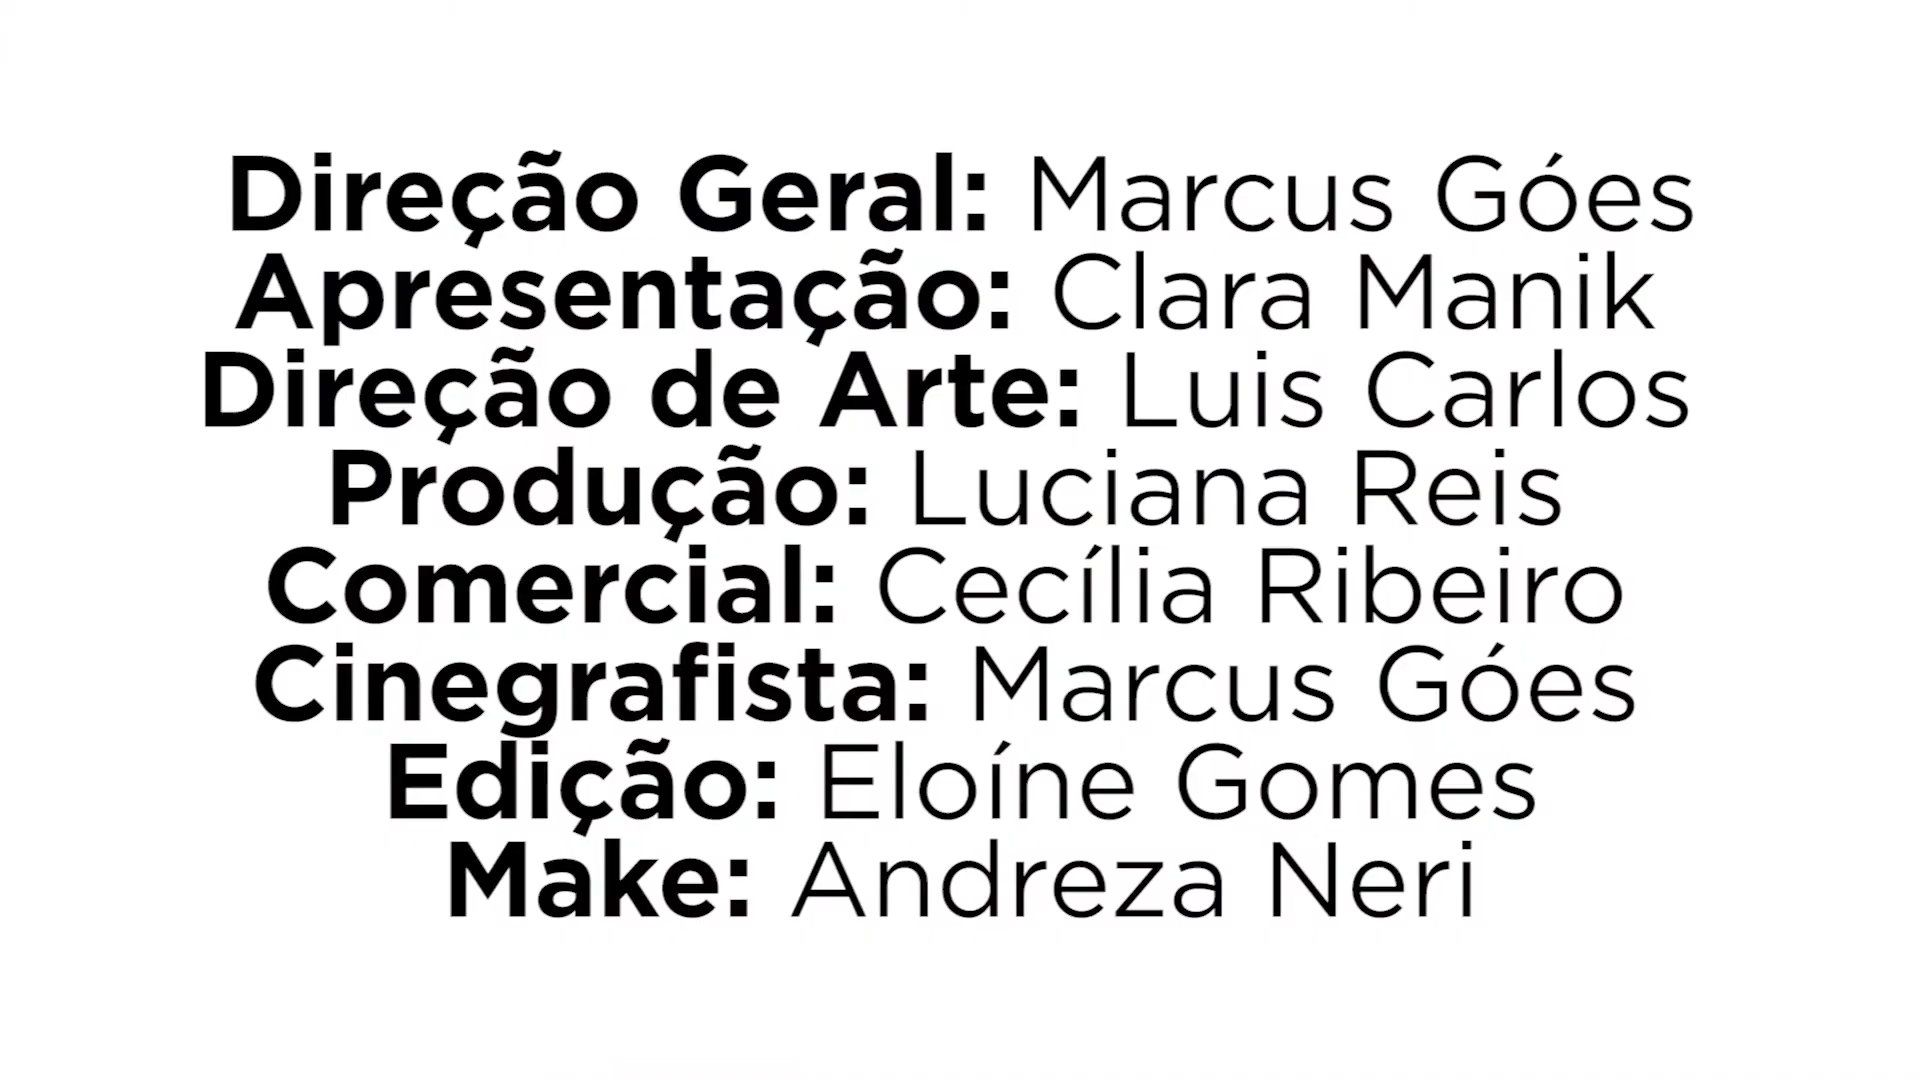 Direção Geral: Marcus Góes
Apresentação: Clara Manik
Direção de Arte: Luis Carlos
Produção: Luciana Reis
Comercial: Cecília Ribeiro
Cinegrafista: Marcus Góes
Edição: Eloíne Gomes
Make: Andreza Neri